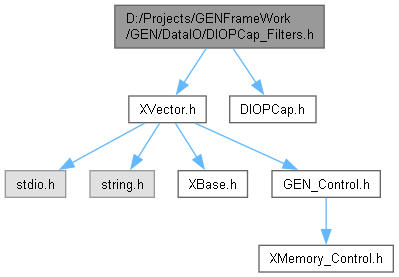 D:/Projects/GENFrameWork
/GEN/DataIO/DIOPCap_Filters.h
XVector.h
DIOPCap.h
stdio.h
string.h
XBase.h
GEN_Control.h
XMemory_Control.h